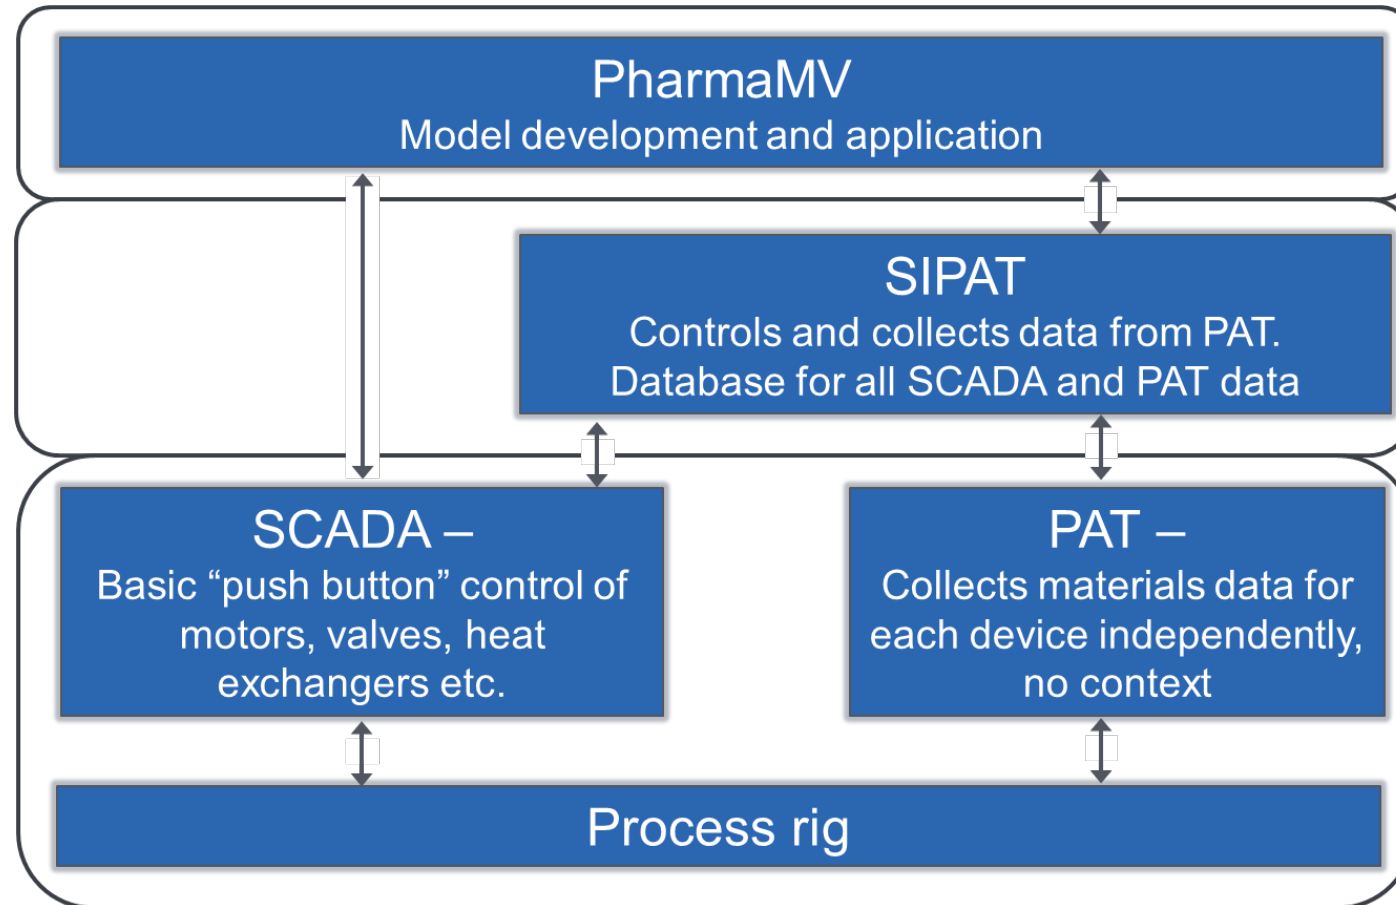 PharmaMV
Model development and application
SIPAT
Controls and collects data from PAT.
Database for all SCADA and PAT data
SCADA –
Basic “push button” control of
motors, valves, heat
exchangers etc.
PAT –
Collects materials data for
each device independently,
no context
Process rig